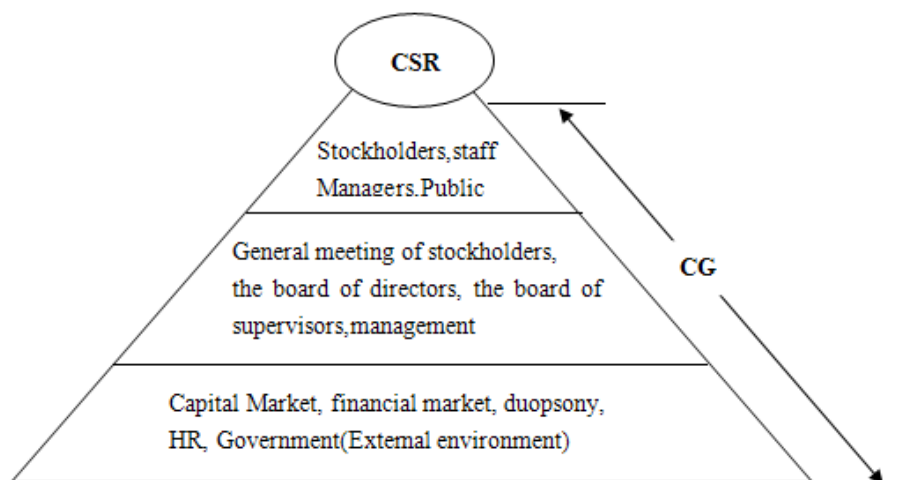 CSR
Stockholders,staff
Managers.Public
General meeting of stockholders,
the board of directors, the board of
supervisors,management
CG
Capital Market, financial market, duopsony,
HR, Government(External environment)